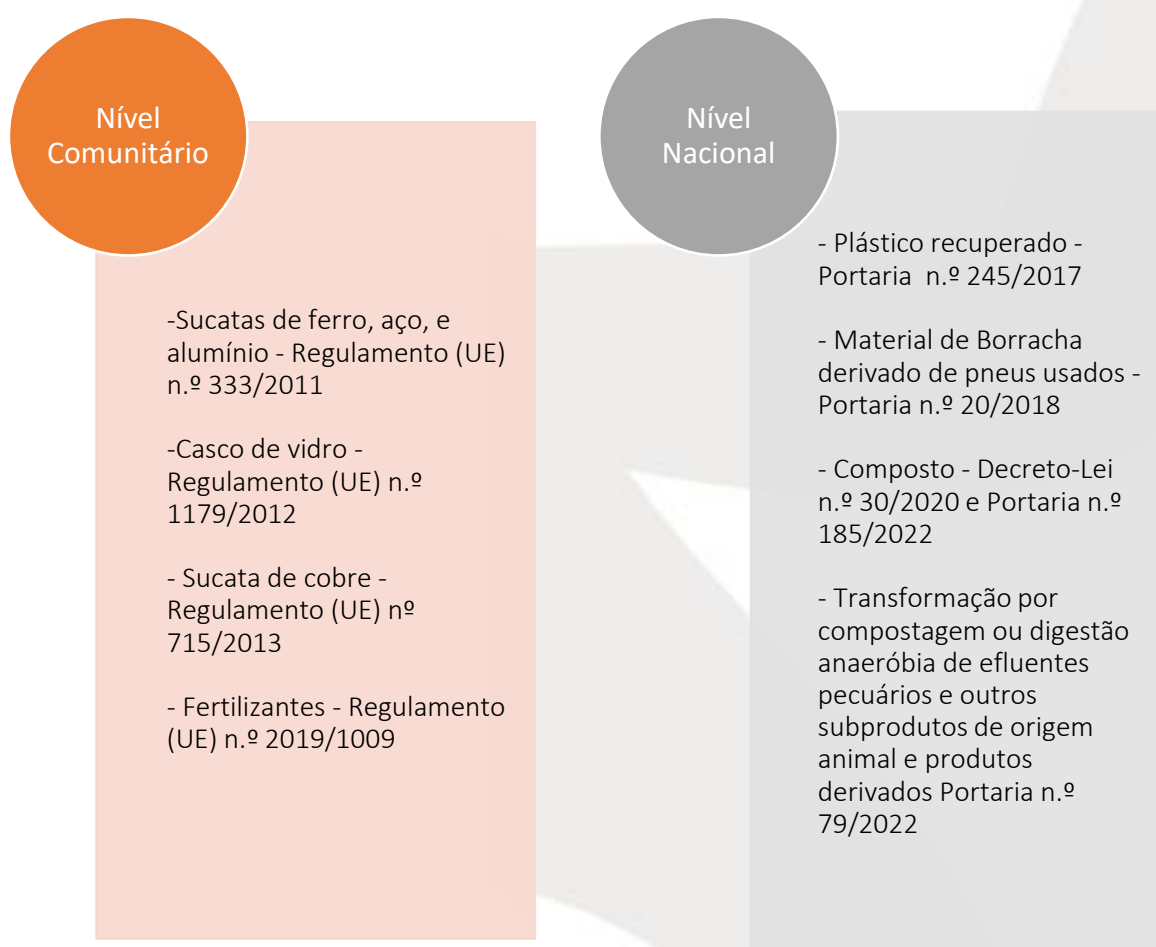 Nível
Comunitário
-Sucatas de ferro, aço, e
alumínio - Regulamento (UE)
n.º 333/2011
-Casco de vidro -
Regulamento (UE) n.º
1179/2012
- Sucata de cobre -
Regulamento (UE) nº
715/2013
- Fertilizantes - Regulamento
(UE) n.º 2019/1009
Nível
Nacional
- Plástico recuperado -
Portaria  n.º 245/2017
- Material de Borracha
derivado de pneus usados -
Portaria n.º 20/2018
- Composto - Decreto-Lei
n.º 30/2020 e Portaria n.º
185/2022
- Transformação por
compostagem ou digestão
anaeróbia de efluentes
pecuários e outros
subprodutos de origem
animal e produtos
derivados Portaria n.º
79/2022